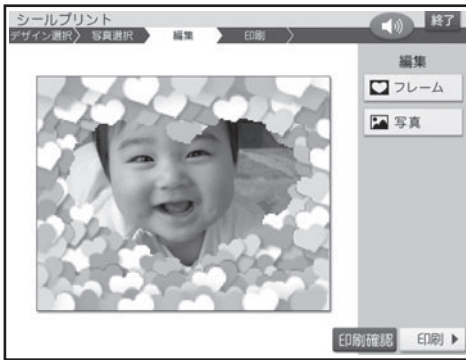 シールプリント
終了
デザイン選択 写真選択 編集 印刷
編集
フレーム
写真
印刷確認 印刷